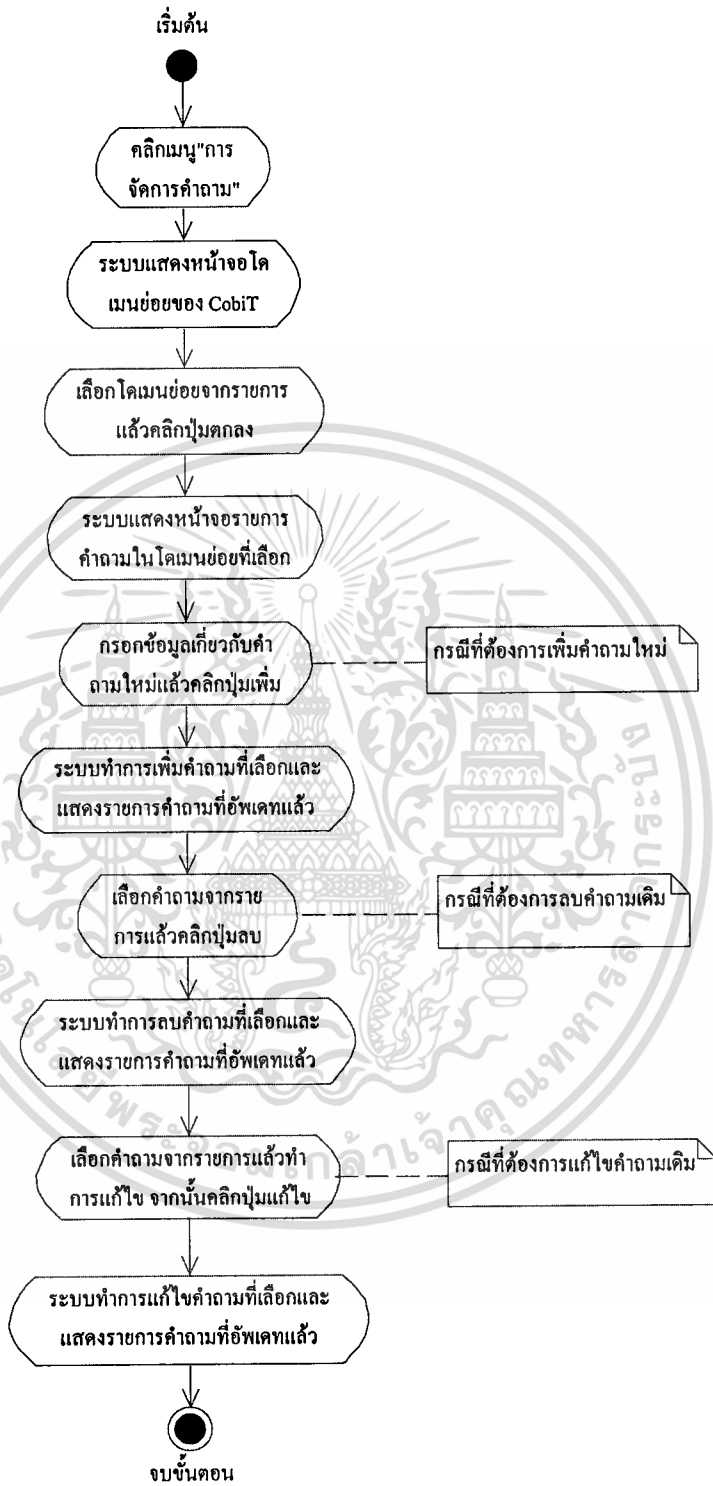 เริ่มต้น
คลิกเมนู"การ
จัดการคำถาม"
ระบบแสดงหน้าจอโด
เมนย่อยของ CobiT
เลือกโดเมนย่อยจากรายการ
แล้วคลิกปุ่มตกลง
ระบบแสดงหน้าจอรายการ
คำถามในโดเมนย่อยที่เลือก
กรอกข้อมูลเกี่ยวกับคำ
ถามใหม่แล้วคลิกปุ่มเพิ่ม
กรณีที่ต้องการเพิ่มคำถามใหม่
ระบบทำการเพิ่มคำถามที่เลือกและ
แสดงรายการคำถามที่อัพเดทแล้ว
เลือกคำถามจากราย
การแล้วคลิกปุ่มลบ
กรณีที่ต้องการลบคำถามเดิม
ระบบทำการลบคำถามที่เลือกและ
แสดงรายการคำถามที่อัพเดทแล้ว
เลือกคำถามจากรายการแล้วทำ
การแก้ไข จากนั้นคลิกปุ่มแก้ไข
กรณีที่ต้องการแก้ไขคำถามเดิม
ระบบทำการแก้ไขคำถามที่เลือกและ
แสดงรายการคำถามที่อัพเดทแล้ว
จบขั้นตอน